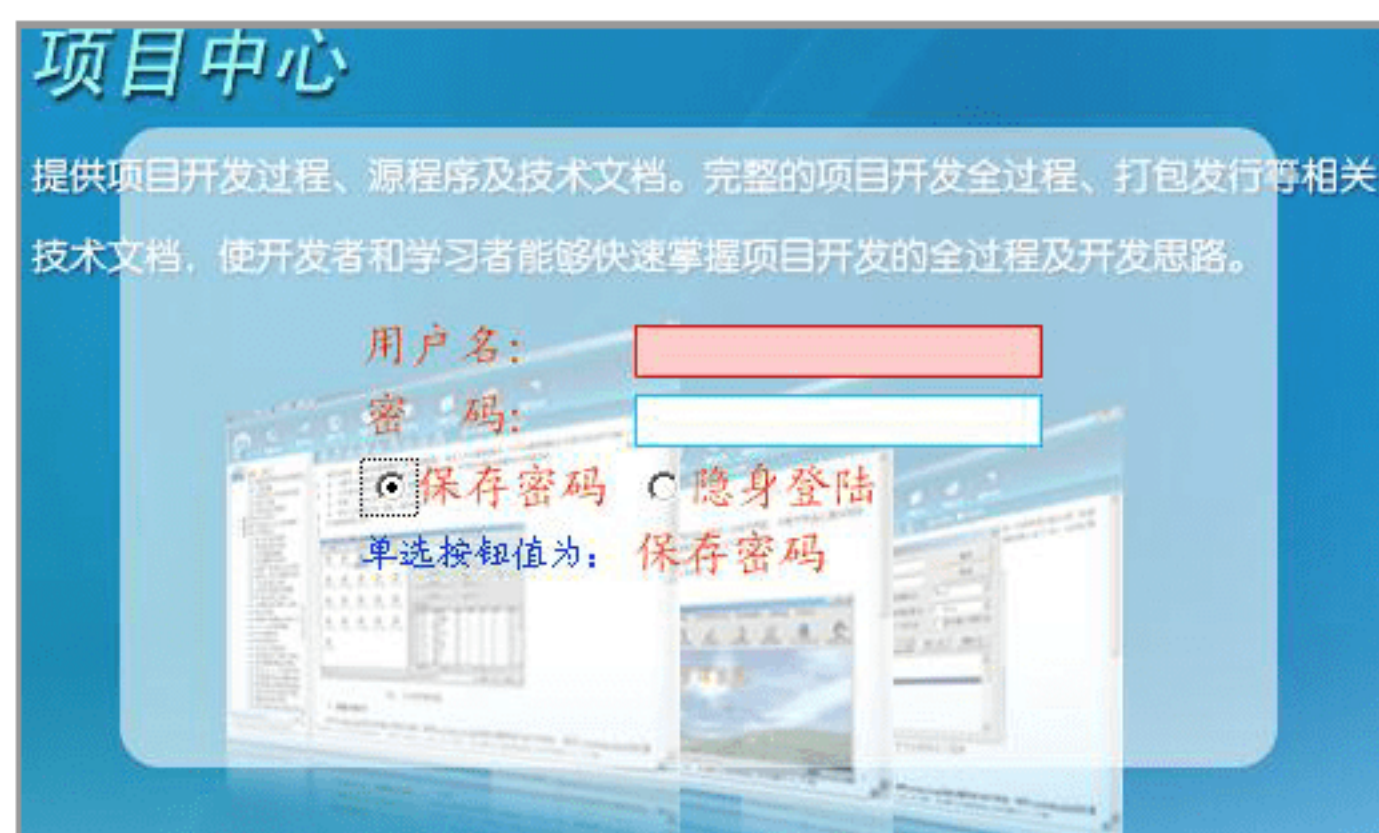 项目中心
提供项目开发过程、源程序及技术文档。完整的项目开发全过程、打包发行等相关
技术文档，使开发者和学习者能够快速掌握项目开发的全过程及开发思路。
用户名：
密 码：
保存密码 隐身登陆
单选按钮值为： 保存密码